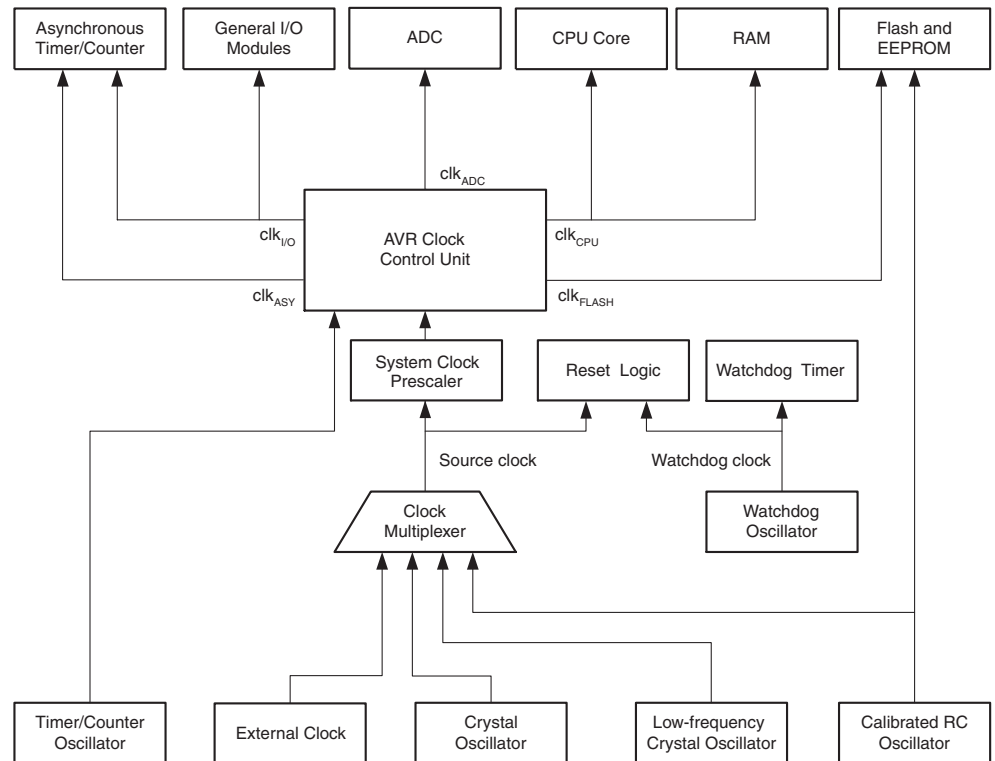 Asynchronous
Timer/Counter
General I/O
Modules
ADC
CPU Core
RAM
Flash and
EEPROM
clkADC
clkI/O
AVR Clock
Control Unit
clkCPU
clkASY
clkFLASH
System Clock
Prescaler
Reset Logic
Watchdog Timer
Source clock
Watchdog clock
Clock
Multiplexer
Watchdog
Oscillator
Timer/Counter
Oscillator
External Clock
Crystal
Oscillator
Low-frequency
Crystal Oscillator
Calibrated RC
Oscillator